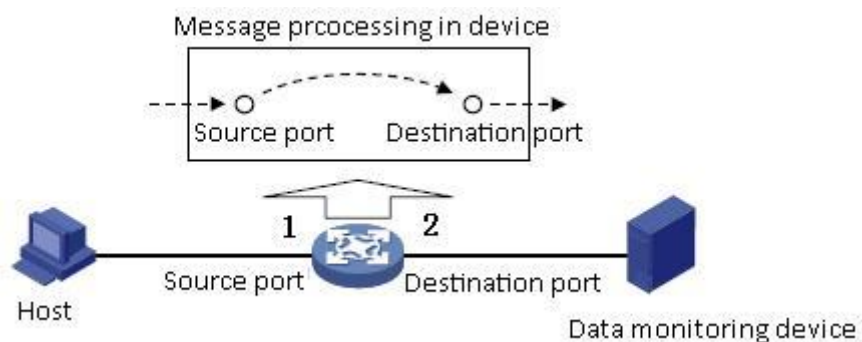 Message prcocessing in device
Source port
Destination port
1
2
Source port
Destination port
Host
Data monitoring device